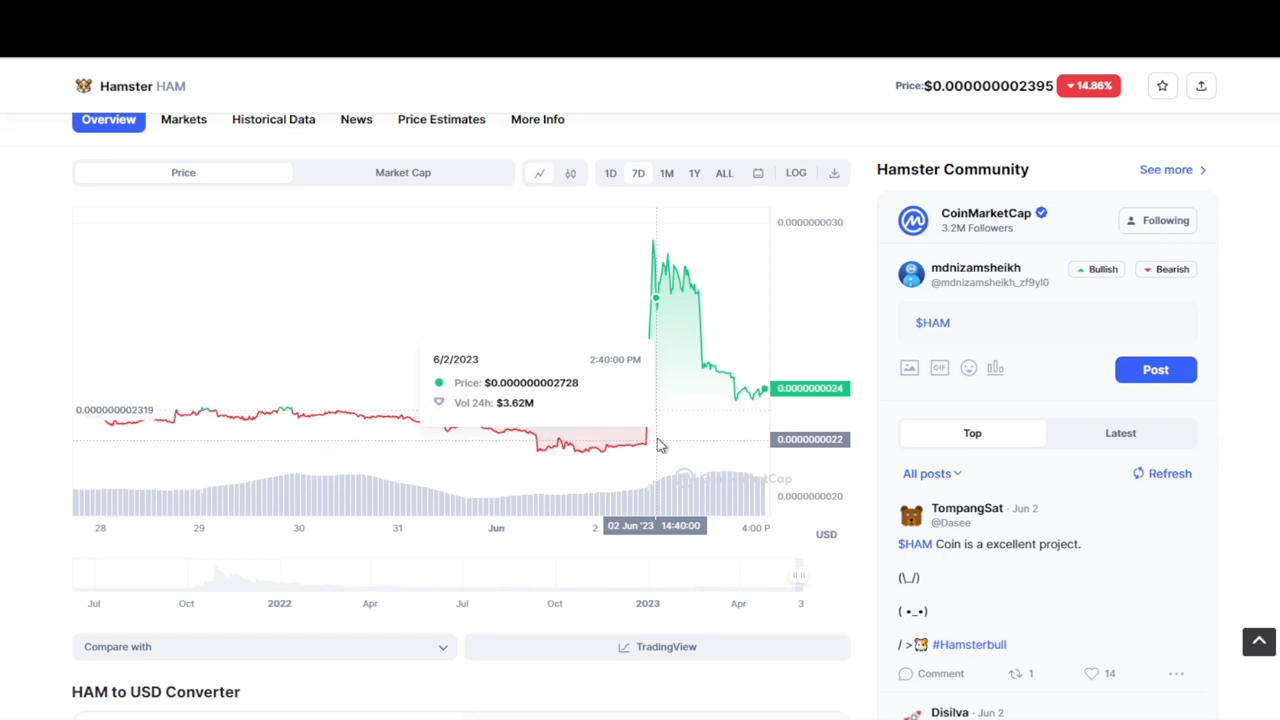 Hamster HAM
Price:$0.000000002395 14.86%
Overview Markets Historical Data News Price Estimates More Info
Price Market Cap 1D 7D 1M 1Y ALL LOG
0.0000000030
6/2/2023 2:40:00 PM
Price: $0.000000002728
Vol 24h: $3.62M
0.0000000024
0.000000002319
0.0000000022
0.0000000020
28 29 30 31 Jun 2 02 Jun '23 14:40:00 4:00 P
USD
Jul Oct 2022 Apr Jul Oct 2023 Apr 3
Compare with
TradingView
HAM to USD Converter
Hamster Community See more
CoinMarketCap
3.2M Followers
Following
mdnizamsheikh
@mdnizamsheikh_zf9yl0
Bullish Bearish
$HAM
GIF
Post
Top Latest
All posts Refresh
TompangSat · Jun 2
@Dasee
$HAM Coin is a excellent project.
(\_/)
( •_•)
/ >🐹 #Hamsterbull
Comment 1 14
Disilva · Jun 2